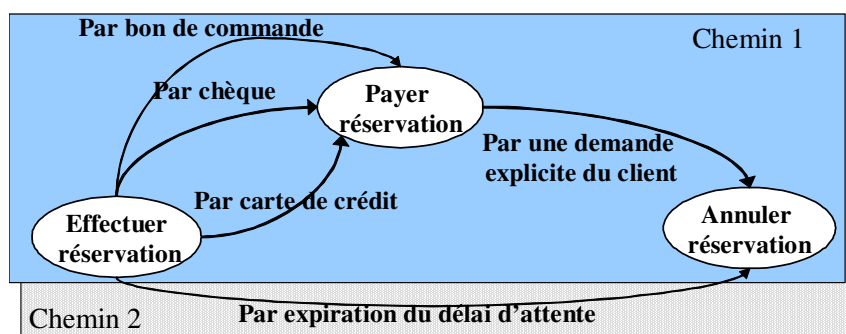 Par bon de commande
Chemin 1
Par chèque
Payer
réservation
Par une demande
explicite du client
Par carte de crédit
Effectuer
réservation
Annuler
réservation
Chemin 2
Par expiration du délai d'attente